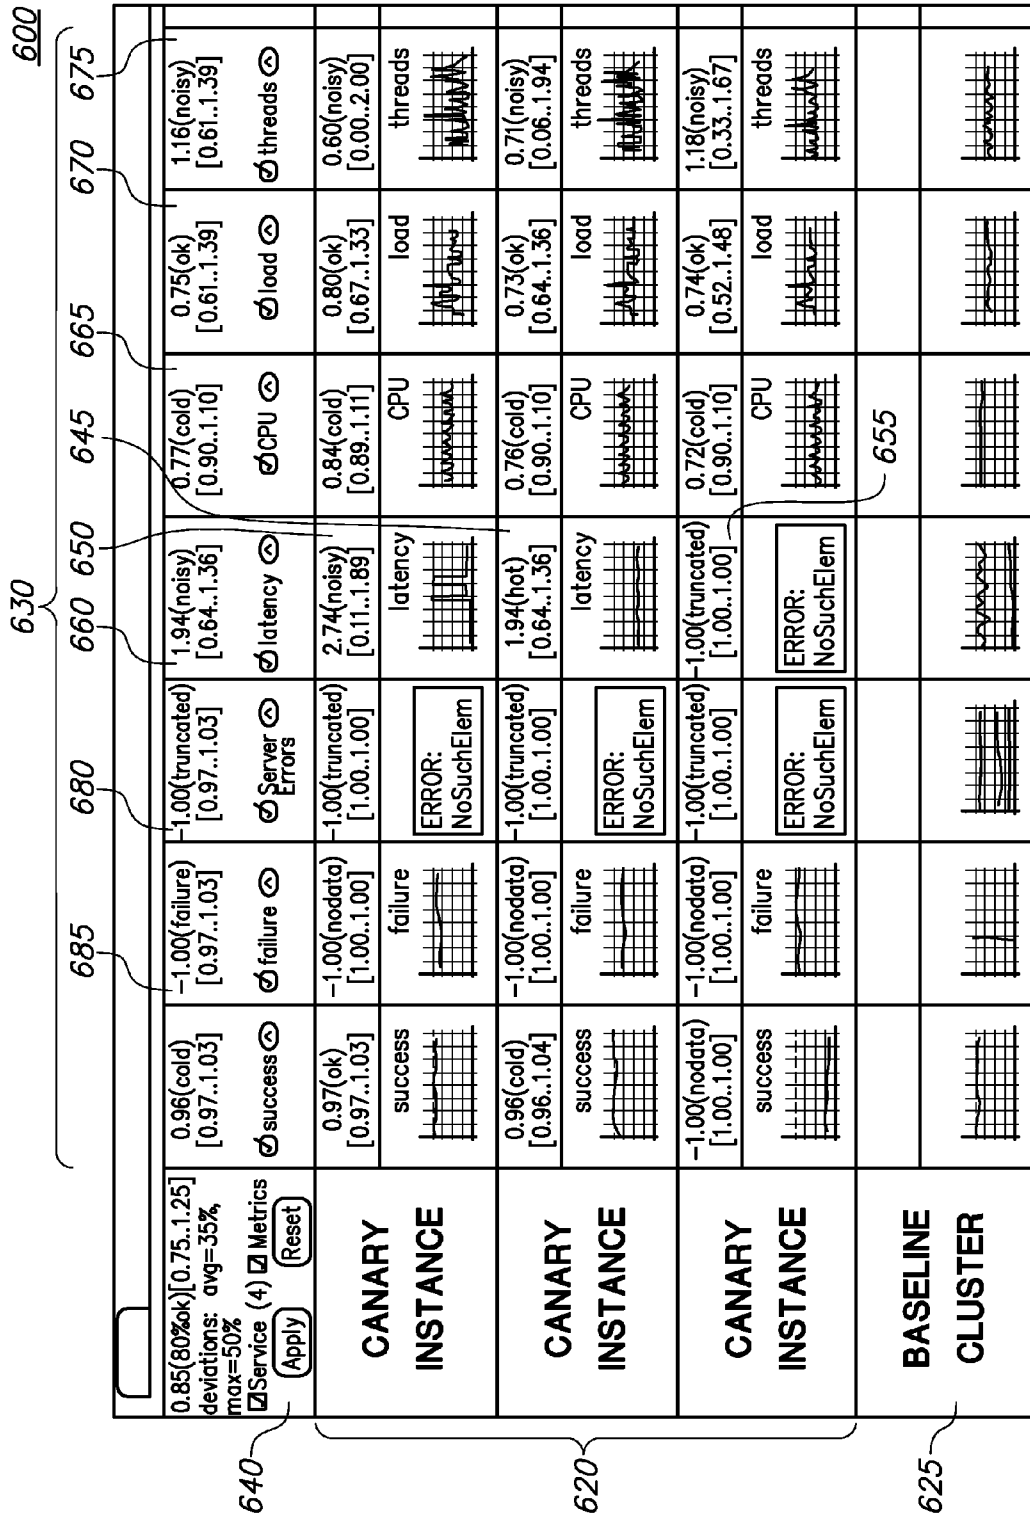 600
630
685
680
660
650
645
665
670
675
640
0.85(80%ok)[0.75..1.25]
deviations: avg=35%,
max=50%
Service (4) Metrics
Apply Reset
0.96(cold)
[0.97..1.03]
success
-1.00(failure)
[0.97..1.03]
failure
-1.00(truncated)
[0.97..1.03]
Server
Errors
1.94(noisy)
[0.64..1.36]
latency
0.77(cold)
[0.90..1.10]
CPU
0.75(ok)
[0.61..1.39]
load
1.16(noisy)
[0.61..1.39]
threads
620
CANARY
INSTANCE
0.97(ok)
[0.97..1.03]
success
-1.00(nodata)
[1.00..1.00]
failure
-1.00(truncated)
[1.00..1.00]
ERROR:
NoSuchElem
2.74(noisy)
[0.11..1.89]
latency
0.84(cold)
[0.89..1.11]
CPU
0.80(ok)
[0.67..1.33]
load
0.60(noisy)
[0.00..2.00]
threads
CANARY
INSTANCE
0.96(cold)
[0.96..1.04]
success
-1.00(nodata)
[1.00..1.00]
failure
-1.00(truncated)
[1.00..1.00]
ERROR:
NoSuchElem
1.94(hot)
[0.64..1.36]
latency
0.76(cold)
[0.90..1.10]
CPU
0.73(ok)
[0.64..1.36]
load
0.71(noisy)
[0.06..1.94]
threads
CANARY
INSTANCE
-1.00(nodata)
[1.00..1.00]
success
-1.00(nodata)
[1.00..1.00]
failure
-1.00(truncated)
[1.00..1.00]
ERROR:
NoSuchElem
-1.00(truncated)
[1.00..1.00]
ERROR:
NoSuchElem
0.72(cold)
[0.90..1.10]
CPU
0.74(ok)
[0.52..1.48]
load
1.18(noisy)
[0.33..1.67]
threads
655
625
BASELINE
CLUSTER